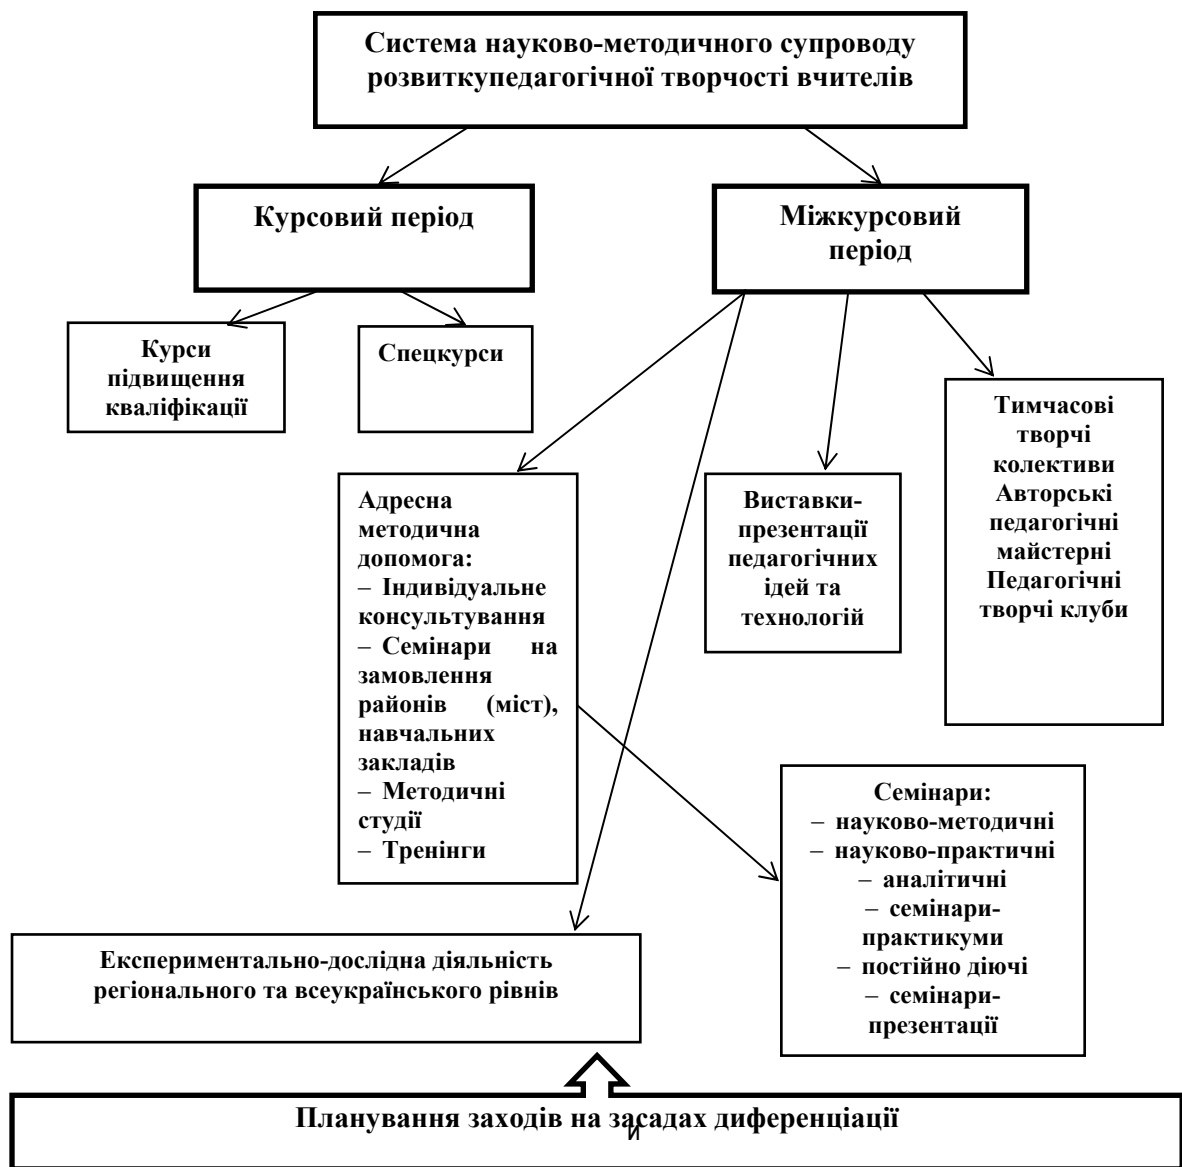 Система науково-методичного супроводу
розвиткупедагогічної творчості вчителів
Курсовий період
Міжкурсовий
період
Курси
підвищення
кваліфікації
Спецкурси
Тимчасові
творчі
колективи
Авторські
педагогічні
майстерні
Педагогічні
творчі клуби
Адресна
методична
допомога:
– Індивідуальне
консультування
– Семінари на
замовлення
районів (міст),
навчальних
закладів
– Методичні
студії
– Тренінги
Виставки-
презентації
педагогічних
ідей та
технологій
Семінари:
– науково-методичні
– науково-практичні
– аналітичні
– семінари-
практикуми
– постійно діючі
– семінари-
презентації
Експериментально-дослідна діяльність
регіонального та всеукраїнського рівнів
Планування заходів на засадах диференціації
и